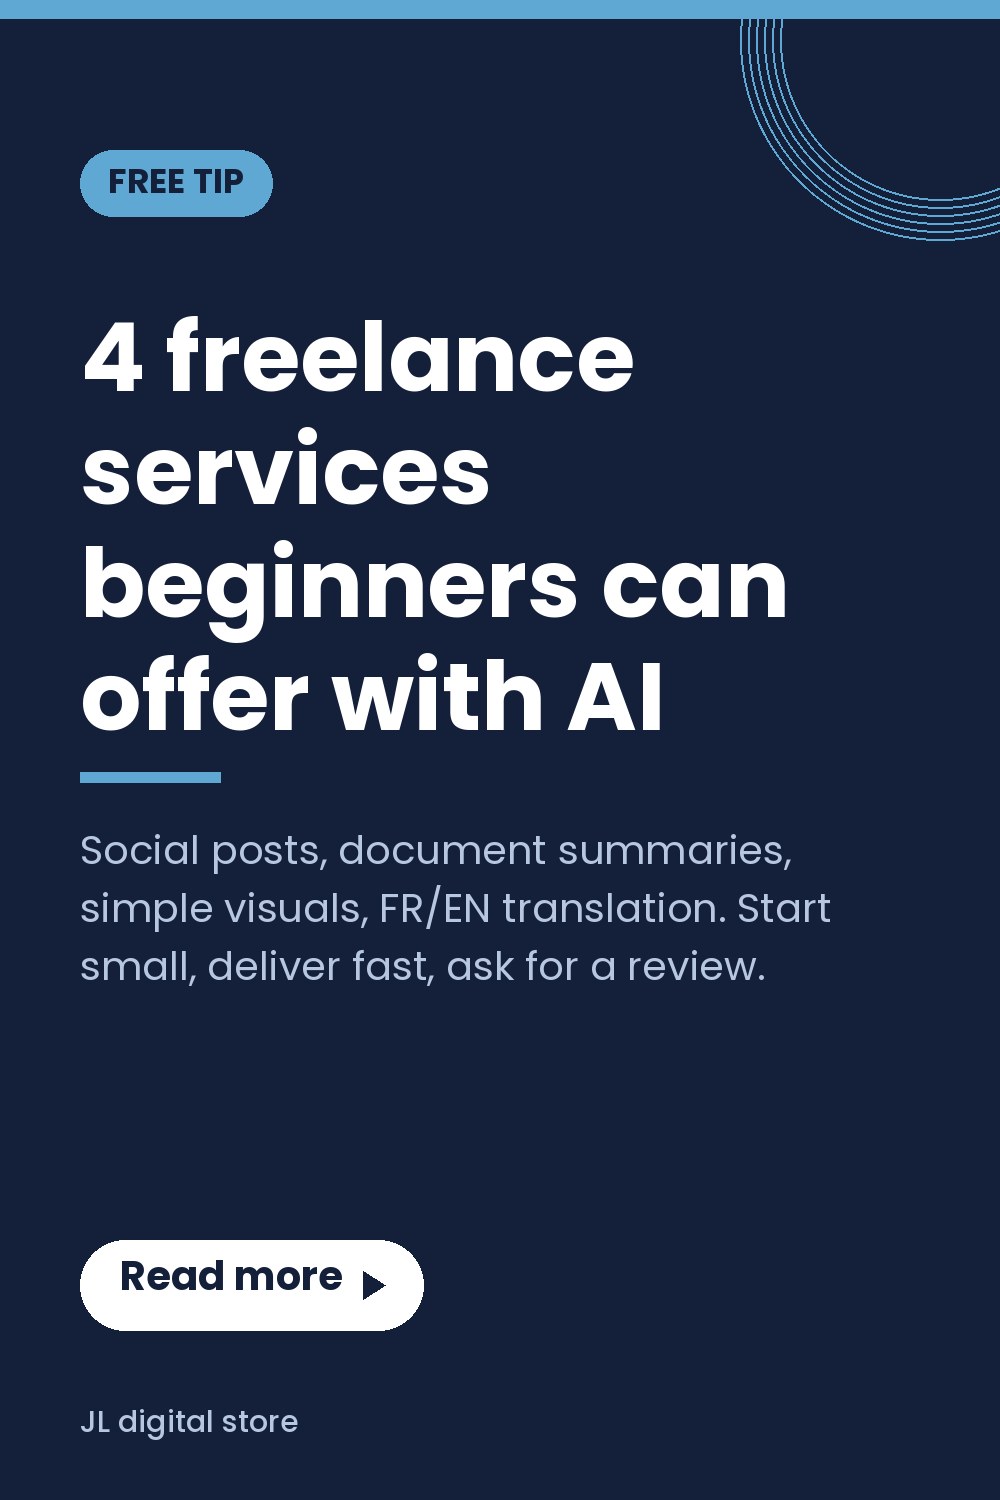 FREE TIP
4 freelance
services
beginners can
offer with AI
Social posts, document summaries,
simple visuals, FR/EN translation. Start
small, deliver fast, ask for a review.
Read more
JL digital store